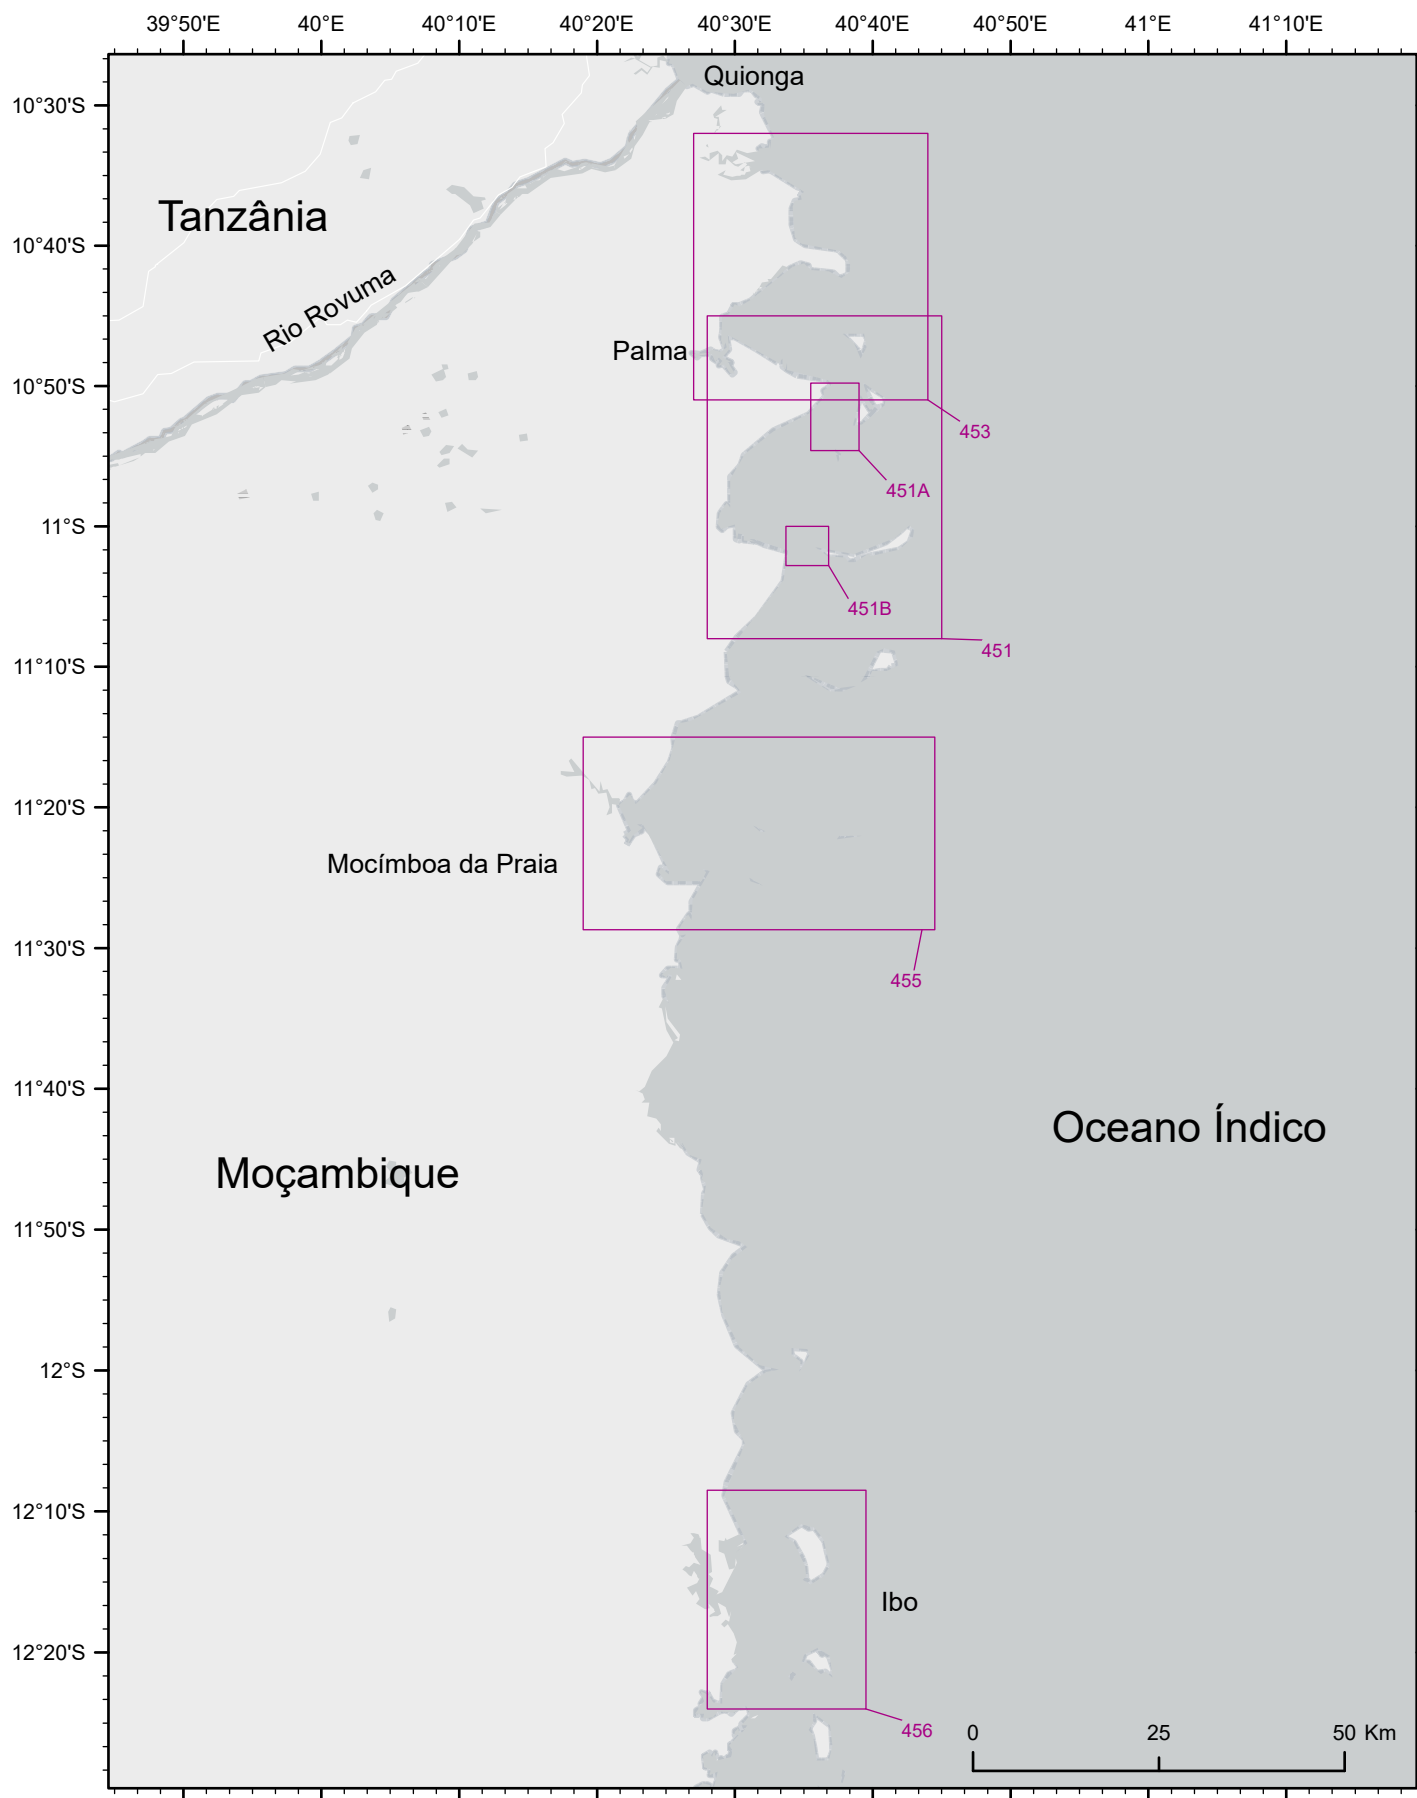 39°50'E 40° 40°10'E 40°20'E 40°30'E 40°40'E 40°50'E 41°E 41°10'E
Quionga
10°30'S
Tanzânia
10°40'S
Rio Rovuma
Palma
10°50'S
453
451A
11°S
451B
451
11°10'S
11°20'S
Mocímboa da Praia
11°30'S
455
11°40'S
Oceano Índico
Moçambique
11°50'S
12°S
12°10'S
Ibo
12°20'S
456
0 25 50 Km